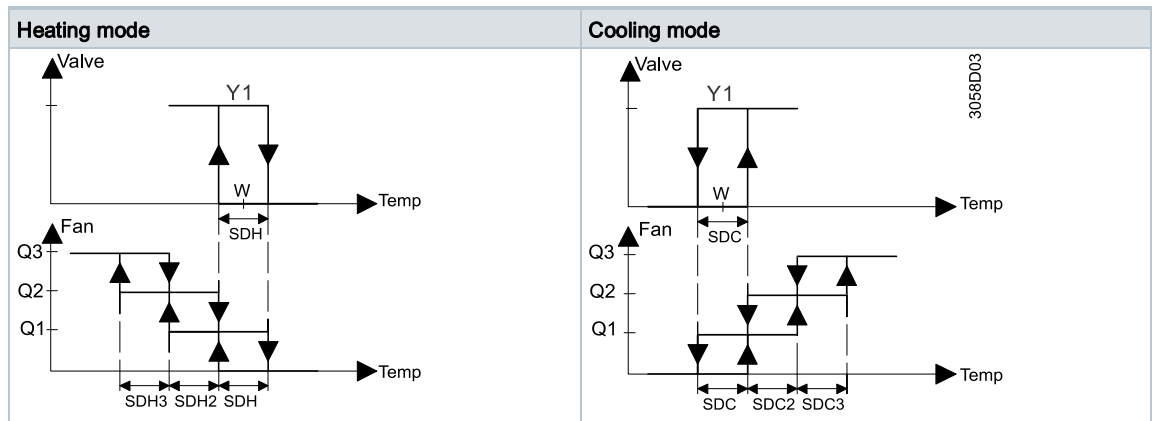 Heating mode
Cooling mode
Valve
Y1
W
Temp
SDH
Fan
Q3
Q2
Q1
Temp
SDH3 SDH2 SDH
Valve
3058D03
Y1
W
Temp
SDC
Fan
Q3
Q2
Q1
Temp
SDC SDC2 SDC3